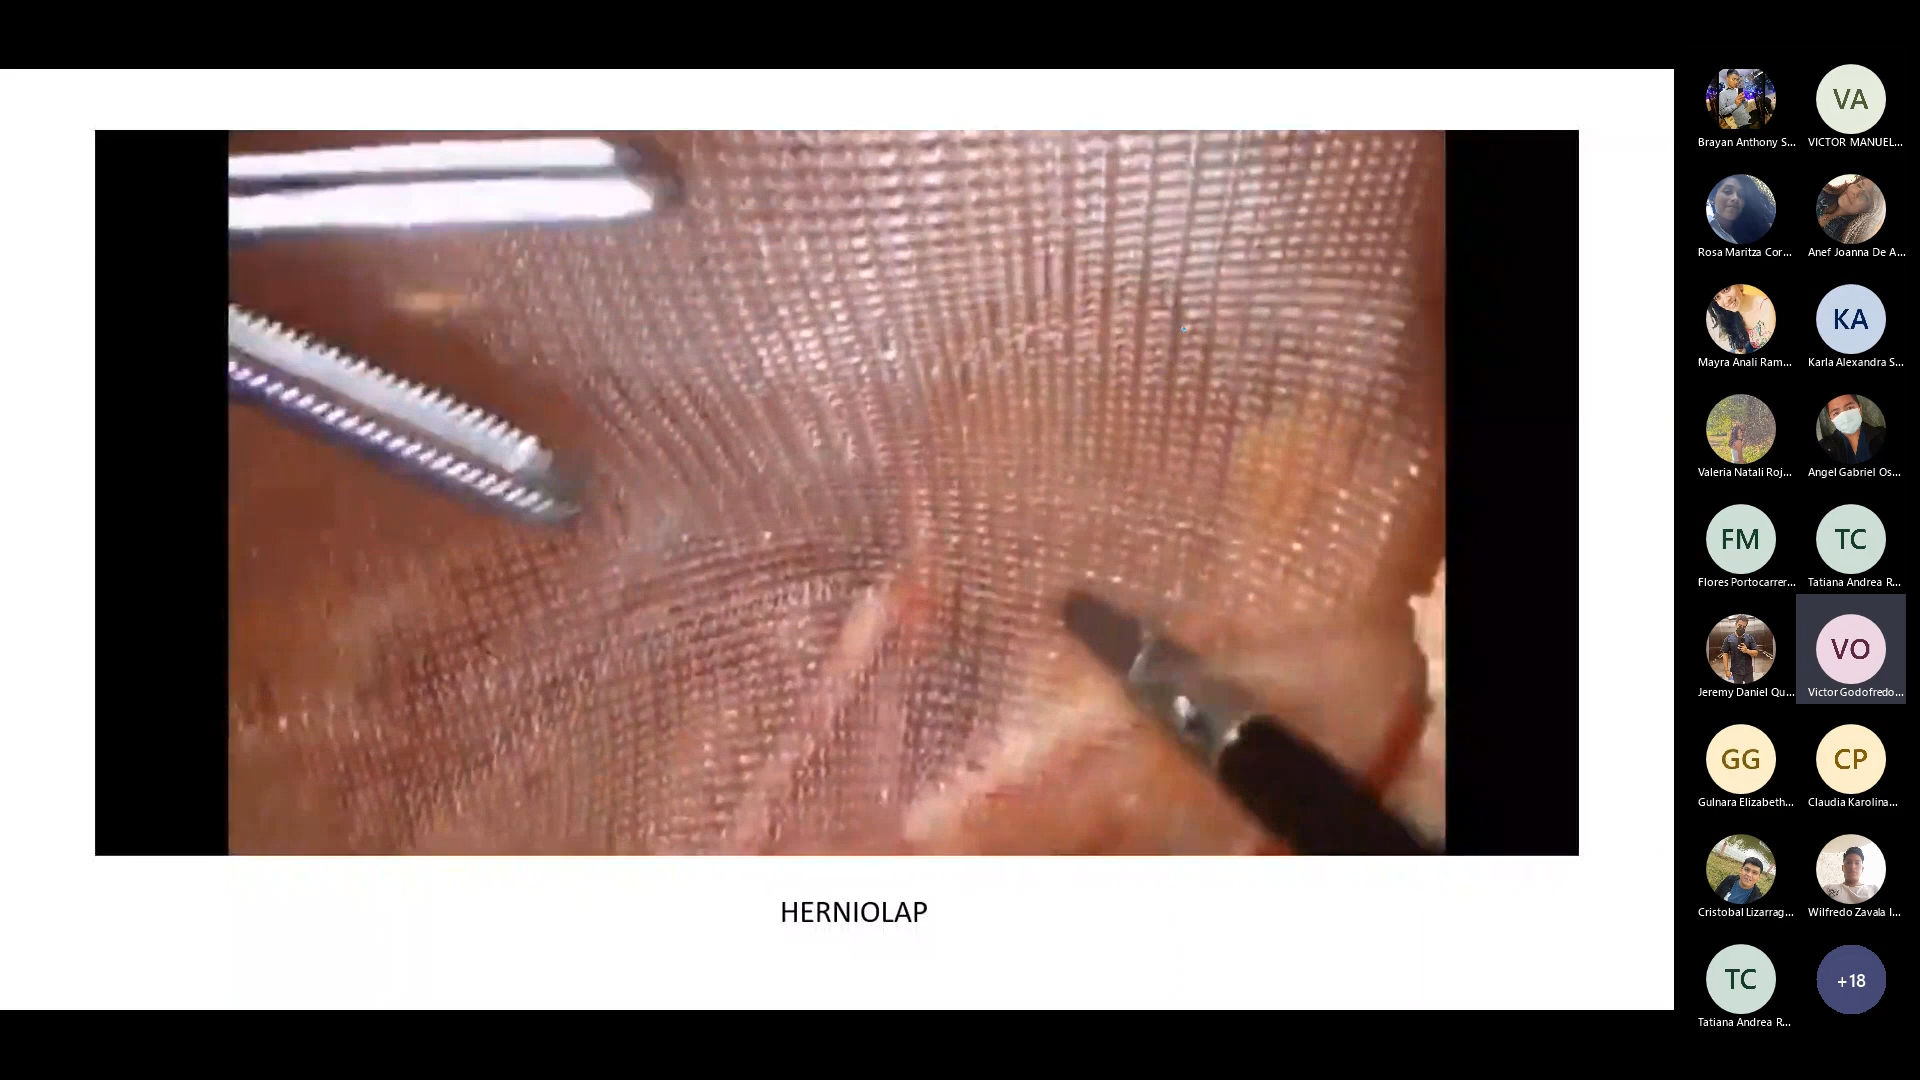 HERNIOLAP
Brayan Anthony S...
VA
VICTOR MANUEL...
Rosa Maritza Cor...
Anef Joanna De A...
Mayra Anali Ram...
KA
Karla Alexandra S...
Valeria Natali Roj...
Angel Gabriel Os...
FM
Flores Portocarrer...
TC
Tatiana Andrea R...
Jeremy Daniel Qu...
VO
Victor Godofredo...
GG
Gulnara Elizabeth...
CP
Claudia Karolina...
Cristobal Lizarrag...
Wilfredo Zavala I...
TC
Tatiana Andrea R...
+18